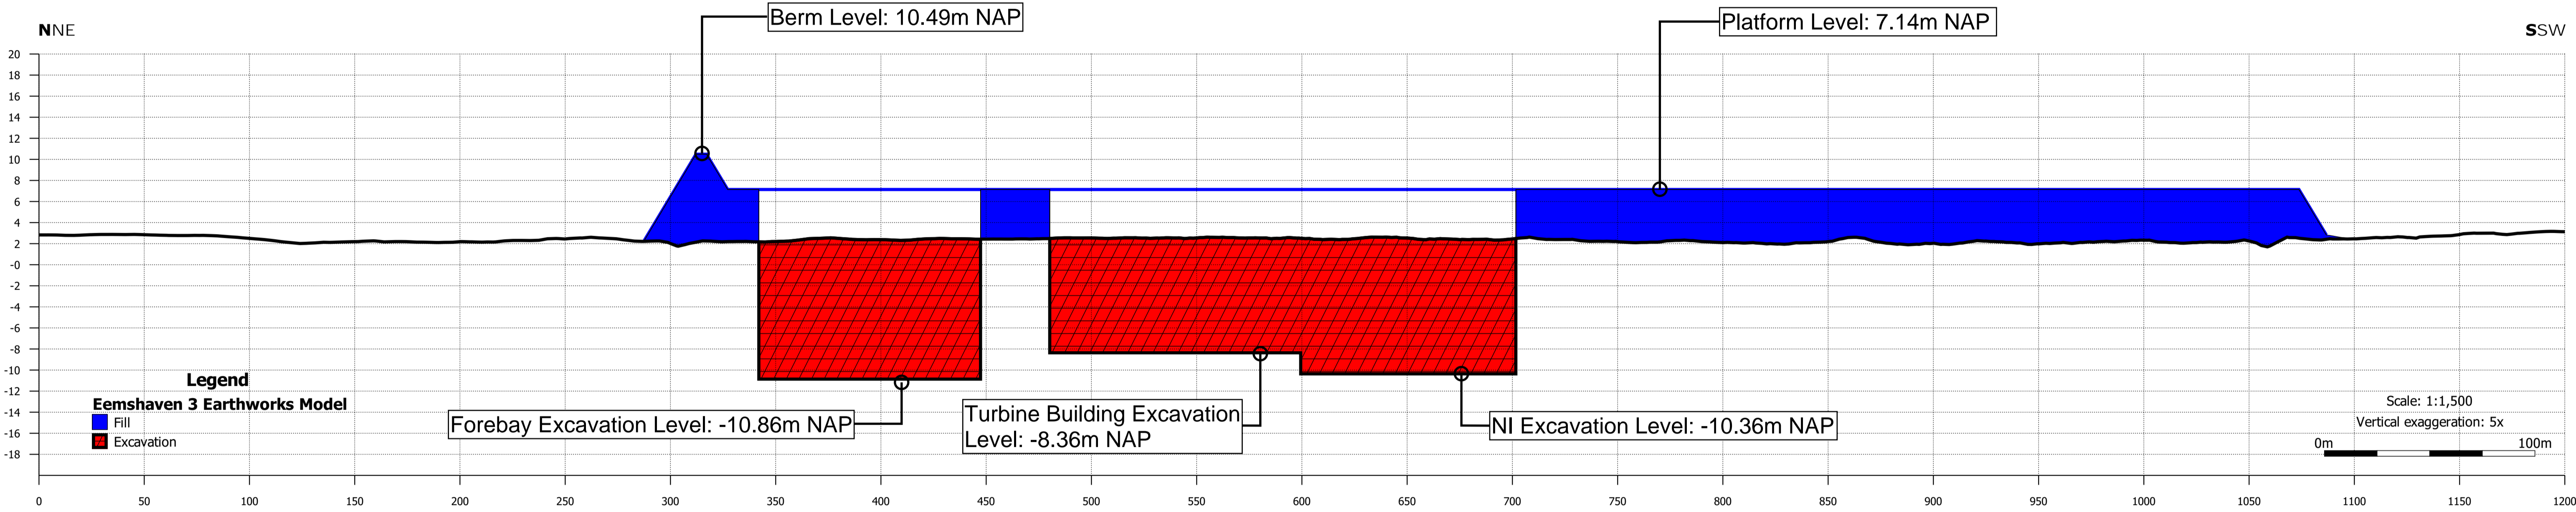 Berm Level: 10.49m NAP
Platform Level: 7.14m NAP
NNE
SSW
20
18
16
14
12
10
8
6
4
2
-0
-2
-4
-6
-8
-10
-12
-14
-16
-18
Legend
Eemshaven 3 Earthworks Model
Fill
Excavation
Forebay Excavation Level: -10.86m NAP
Turbine Building Excavation
Level: -8.36m NAP
NI Excavation Level: -10.36m NAP
Scale: 1:1,500
Vertical exaggeration: 5x
0m 100m
0 50 100 150 200 250 300 350 400 450 500 550 600 650 700 750 800 850 900 950 1000 1050 1100 1150 1200